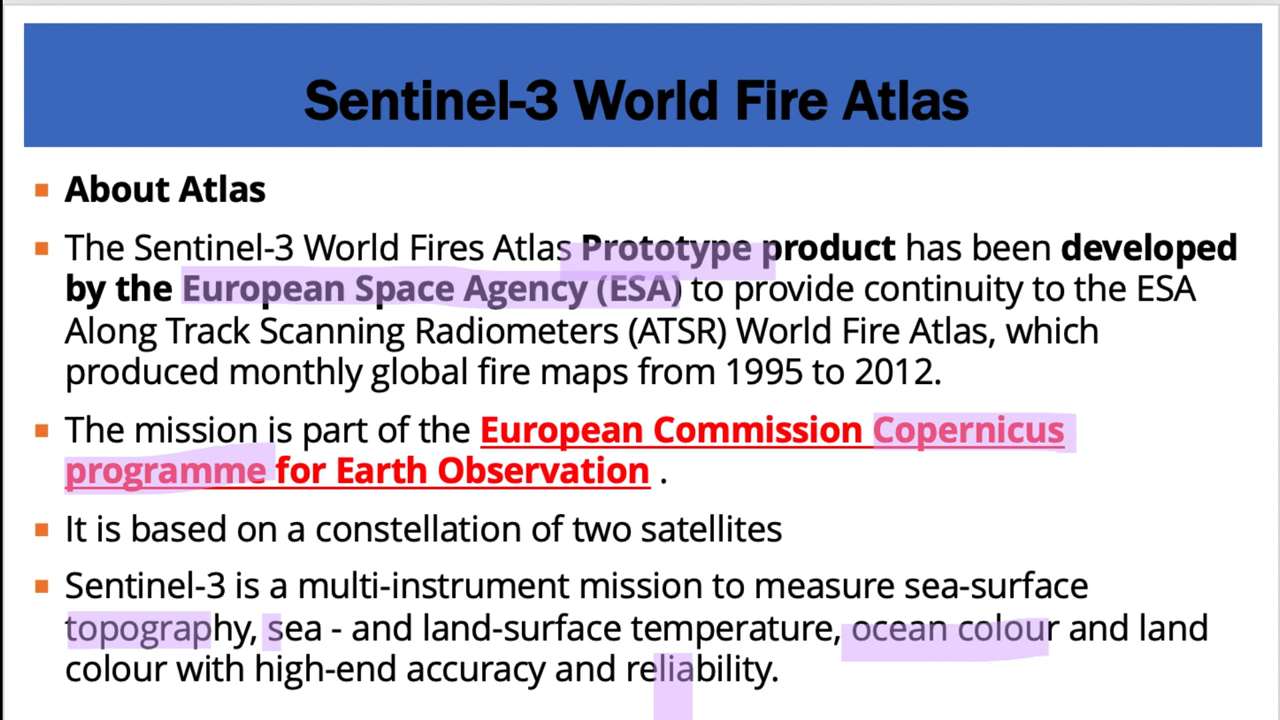 Sentinel-3 World Fire Atlas
About Atlas
The Sentinel-3 World Fires Atlas Prototype product has been developed
by the European Space Agency (ESA) to provide continuity to the ESA
Along Track Scanning Radiometers (ATSR) World Fire Atlas, which
produced monthly global fire maps from 1995 to 2012.
The mission is part of the European Commission Copernicus
programme for Earth Observation .
It is based on a constellation of two satellites
Sentinel-3 is a multi-instrument mission to measure sea-surface
topography, sea - and land-surface temperature, ocean colour and land
colour with high-end accuracy and reliability.